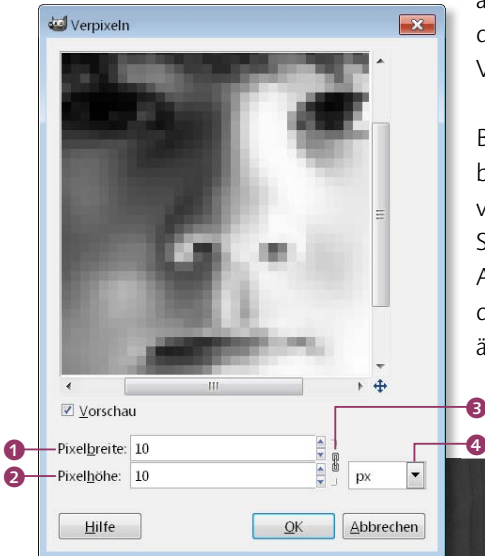 Verpixeln
Vorschau
1 Pixelbreite: 10
3
2 Pixelhöhe: 10
px
4
Hilfe
OK
Abbrechen